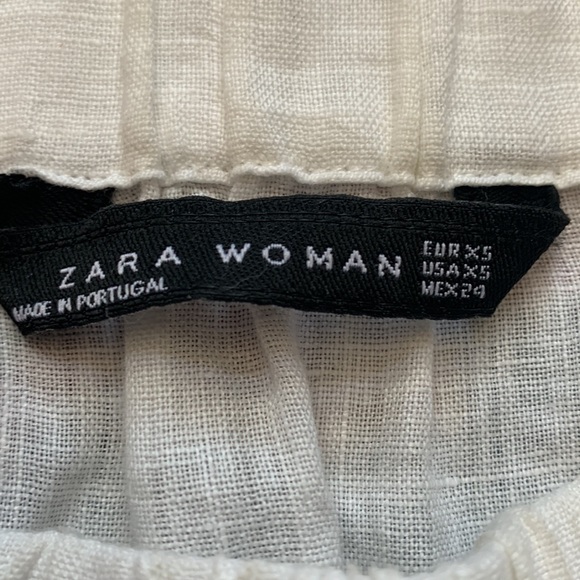 ZARA WOMAN
MADE IN PORTUGAL
EUR XS
USA XS
MEX 24